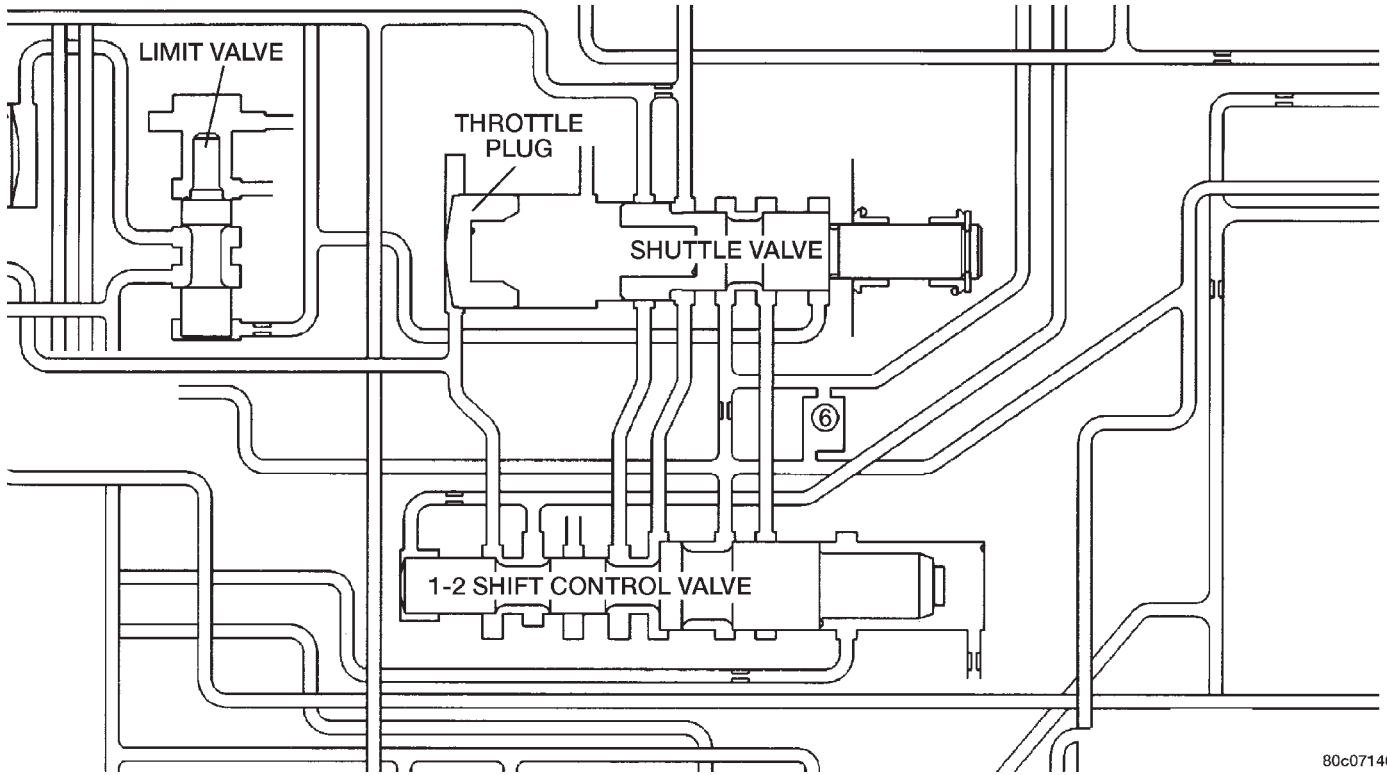 LIMIT VALVE
THROTTLE
PLUG
SHUTTLE VALVE
6
1-2 SHIFT CONTROL VALVE